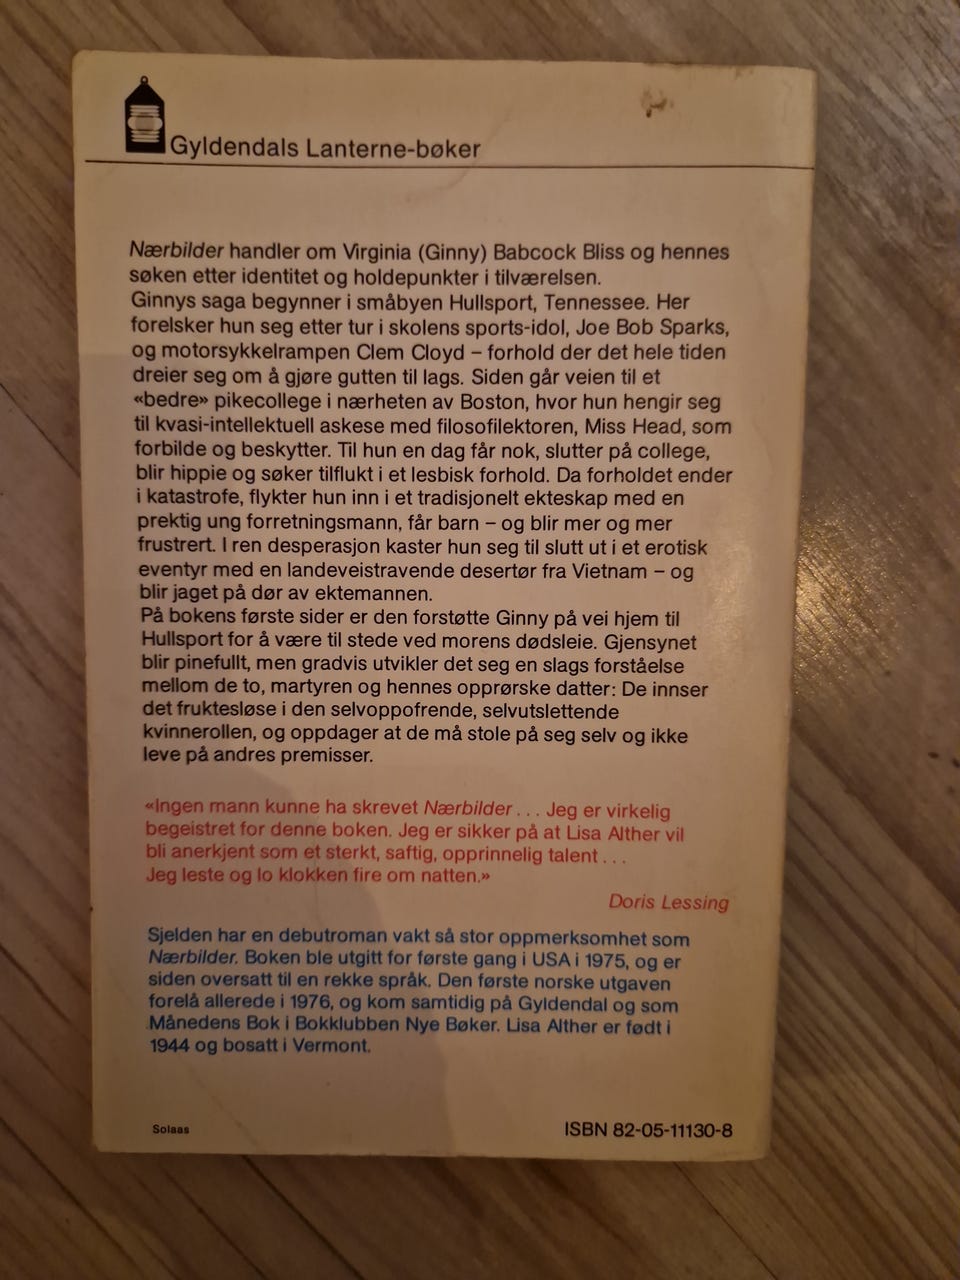 Gyldendals Lanterne-bøker
Nærbilder handler om Virginia (Ginny) Babcock Bliss og hennes
søken etter identitet og holdepunkter i tilværelsen.
Ginnys saga begynner i småbyen Hullsport, Tennessee. Her
forelsker hun seg etter tur i skolens sports-idol, Joe Bob Sparks,
og motorsykkelrampen Clem Cloyd – forhold der det hele tiden
dreier seg om å gjøre gutten til lags. Siden går veien til et
«bedre» pikecollege i nærheten av Boston, hvor hun hengir seg
til kvasi-intellektuell askese med filosofilektoren, Miss Head, som
forbilde og beskytter. Til hun en dag får nok, slutter på college,
blir hippie og søker tilflukt i et lesbisk forhold. Da forholdet ender
i katastrofe, flykter hun inn i et tradisjonelt ekteskap med en
prektig ung forretningsmann, får barn – og blir mer og mer
frustrert. I ren desperasjon kaster hun seg til slutt ut i et erotisk
eventyr med en landeveistravende desertør fra Vietnam – og
blir jaget på dør av ektemannen.
På bokens første sider er den forstøtte Ginny på vei hjem til
Hullsport for å være til stede ved morens dødsleie. Gjensynet
blir pinefullt, men gradvis utvikler det seg en slags forståelse
mellom de to, martyren og hennes opprørske datter: De innser
det fruktesløse i den selvoppofrende, selvutslettende
kvinnerollen, og oppdager at de må stole på seg selv og ikke
leve på andres premisser.
«Ingen mann kunne ha skrevet Nærbilder . . . Jeg er virkelig
begeistret for denne boken. Jeg er sikker på at Lisa Alther vil
bli anerkjent som et sterkt, saftig, opprinnelig talent . . .
Jeg leste og lo klokken fire om natten.»
Doris Lessing
Sjelden har en debutroman vakt så stor oppmerksomhet som
Nærbilder. Boken ble utgitt for første gang i USA i 1975, og er
siden oversatt til en rekke språk. Den første norske utgaven
forelå allerede i 1976, og kom samtidig på Gyldendal og som
Månedens Bok i Bokklubben Nye Bøker. Lisa Alther er født i
1944 og bosatt i Vermont.
Solaas
ISBN 82-05-11130-8